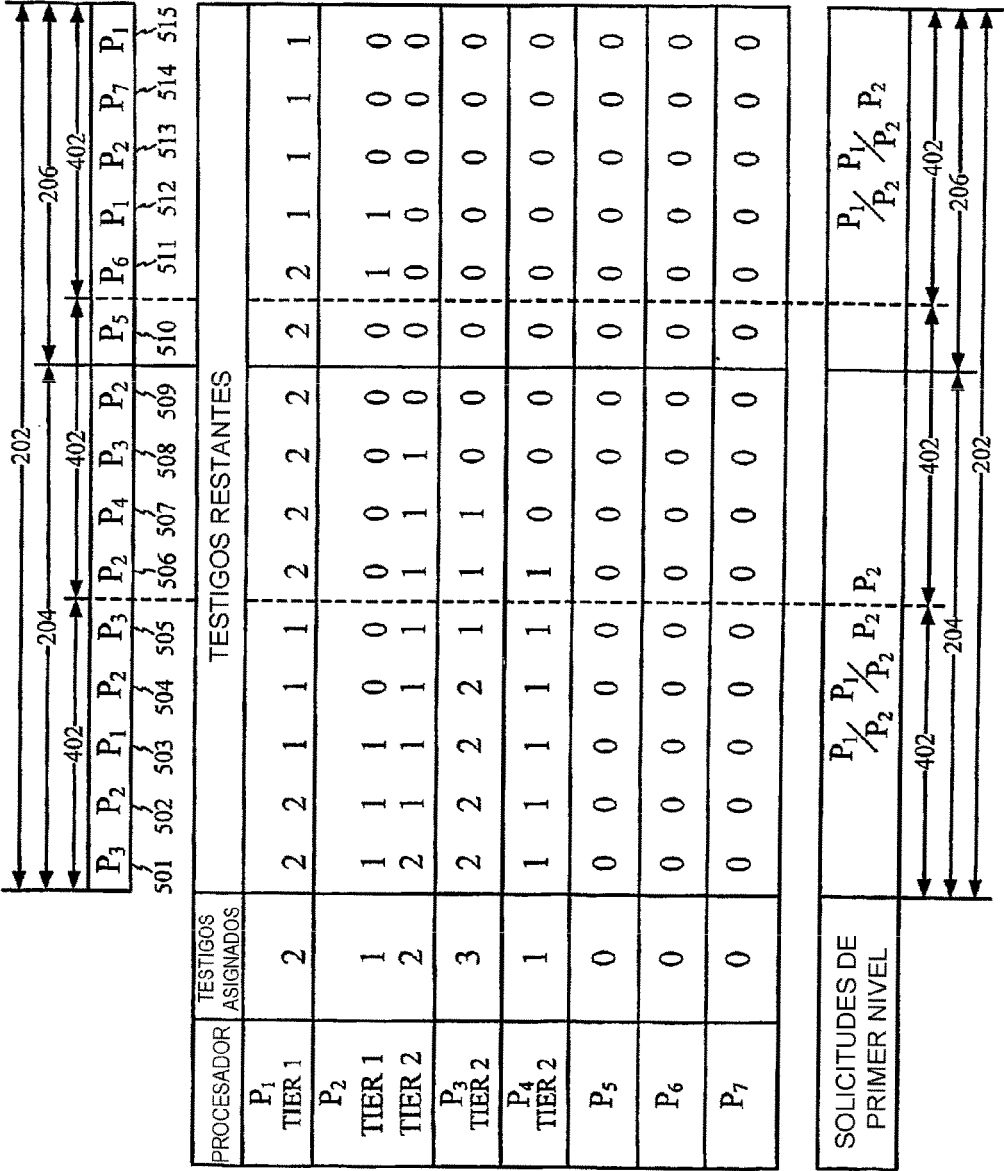 202
204 206
402 402 402
P₃ P₂ P₁ P₂ P₃ P₂ P₄ P₃ P₂ P₅ P₆ P₁ P₂ P₇ P₁
501 502 503 504 505 506 507 508 509 510 511 512 513 514 515
PROCESADOR TESTIGOS ASIGNADOS TESTIGOS RESTANTES
P₁
TIER 1 2 2 2 1 1 1 2 2 2 2 2 2 1 1 1 1
P₂
TIER 1 1 1 1 1 0 0 0 0 0 0 0 1 1 0 0 0
TIER 2 2 2 1 1 1 1 1 1 1 0 0 0 0 0 0 0
P₃
TIER 2 3 2 2 2 2 1 1 1 0 0 0 0 0 0 0 0
P₄
TIER 2 1 1 1 1 1 1 1 0 0 0 0 0 0 0 0 0
P₅ 0 0 0 0 0 0 0 0 0 0 0 0 0 0 0 0
P₆ 0 0 0 0 0 0 0 0 0 0 0 0 0 0 0 0
P₇ 0 0 0 0 0 0 0 0 0 0 0 0 0 0 0 0
SOLICITUDES DE
PRIMER NIVEL
P₁/P₂ P₁/P₂ P₂ P₂ P₁/P₂ P₁/P₂ P₂
402 402 402
204 206
202